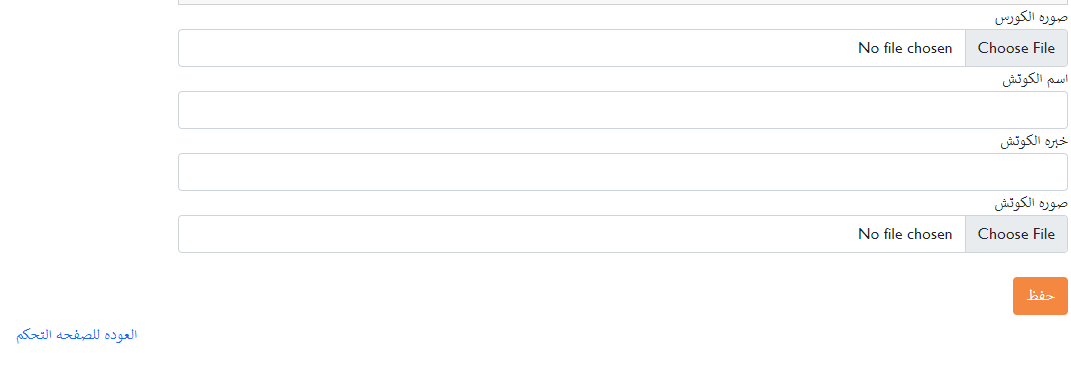 صوره الكورس
Choose File No file chosen
اسم الكوتش
خبره الكوتش
صوره الكوتش
Choose File No file chosen
حفظ
العوده للصفحه التحكم